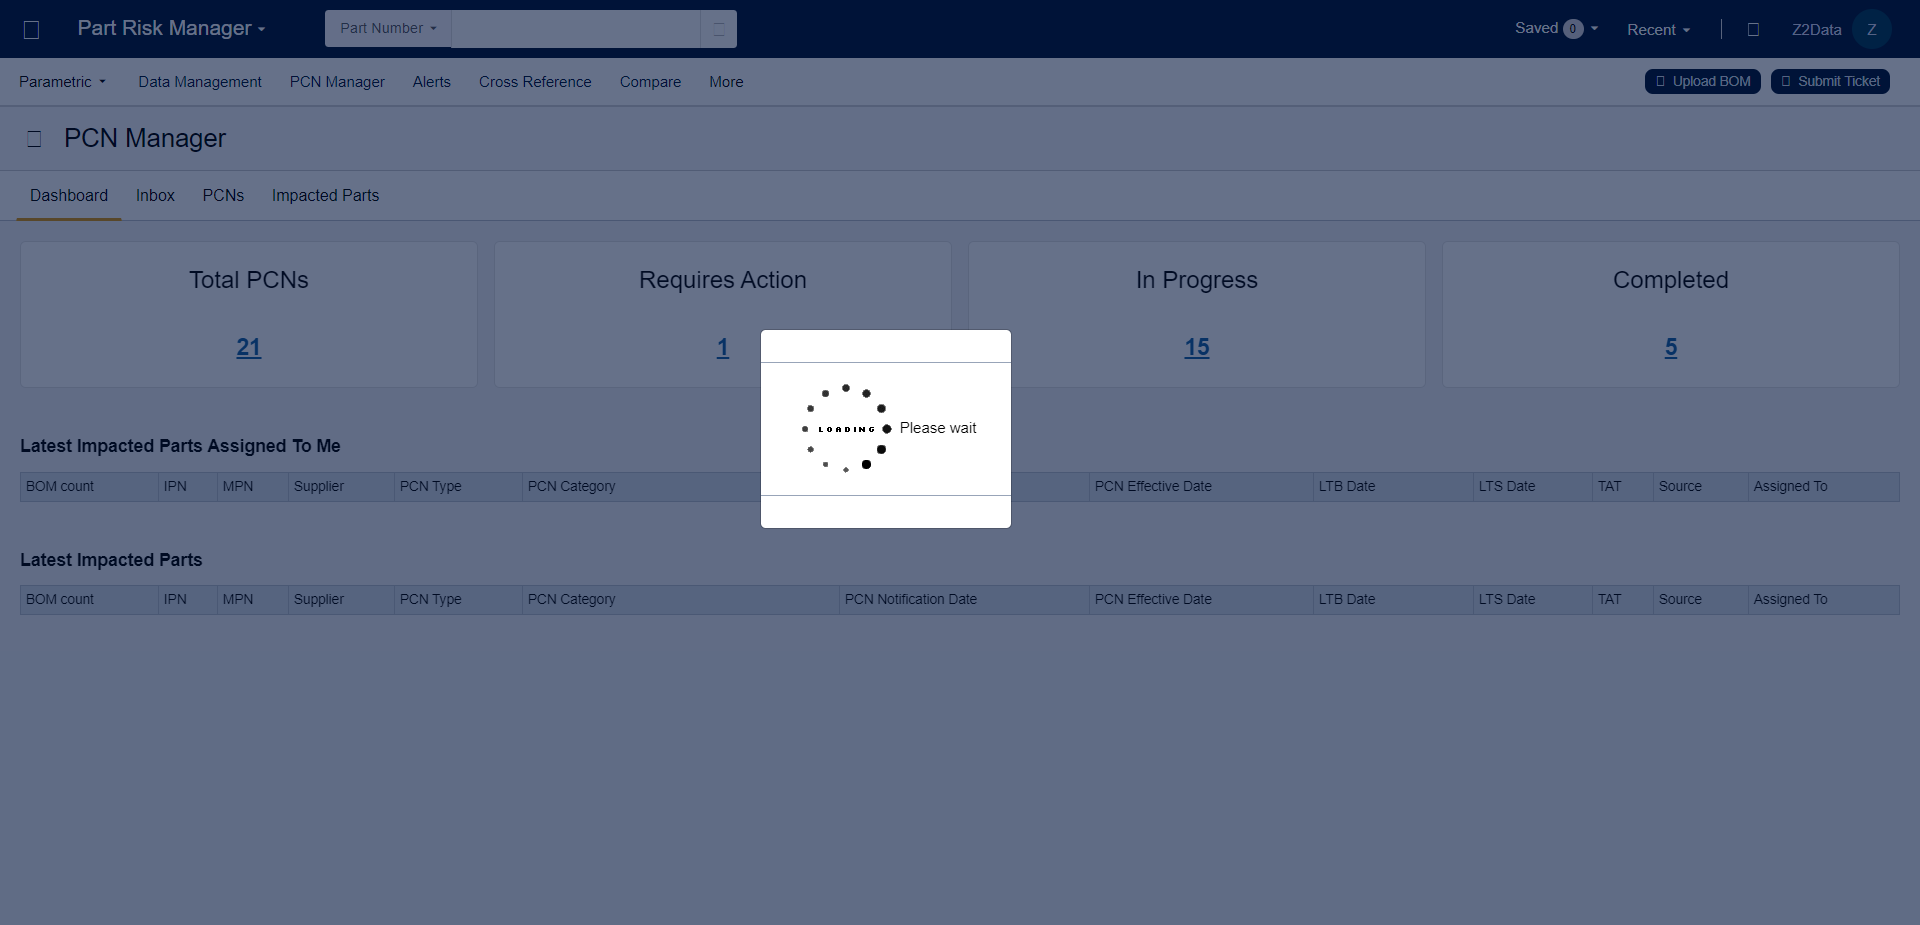 Part Risk Manager
Part Number
Saved 0
Recent
Z2Data
Z
Parametric
Data Management
PCN Manager
Alerts
Cross Reference
Compare
More
Upload BOM
Submit Ticket
PCN Manager
Dashboard
Inbox
PCNs
Impacted Parts
Total PCNs
21
Requires Action
1
In Progress
15
Completed
5
LOADING
Please wait
Latest Impacted Parts Assigned To Me
BOM count IPN MPN Supplier PCN Type PCN Category PCN Effective Date LTB Date LTS Date TAT Source Assigned To
Latest Impacted Parts
BOM count IPN MPN Supplier PCN Type PCN Category PCN Notification Date PCN Effective Date LTB Date LTS Date TAT Source Assigned To